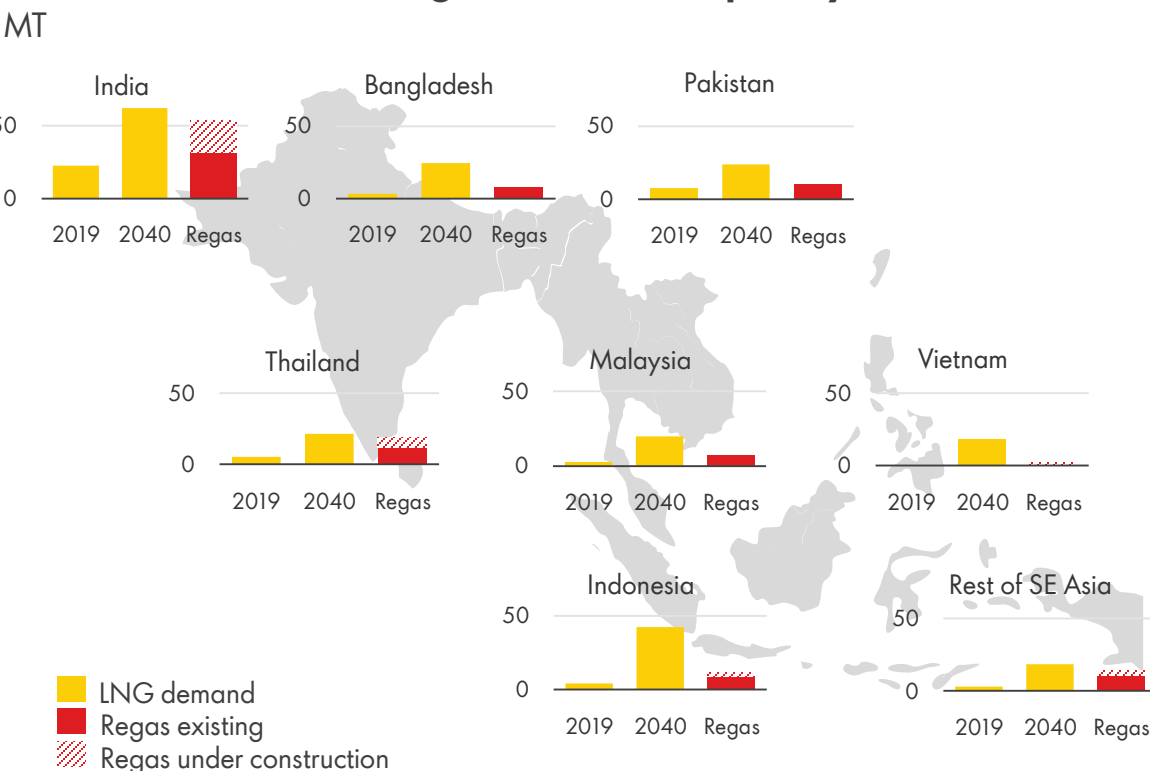 MT
India
Bangladesh
Pakistan
50
50
0
0
0
2019 2040 Regas
2019 2040 Regas
2019 2040 Regas
Thailand
Malaysia
Vietnam
50
50
50
0
0
0
2019 2040 Regas
2019 2040 Regas
2019 2040 Regas
Indonesia
Rest of SE Asia
50
50
0
0
2019 2040 Regas
2019 2040 Regas
LNG demand
Regas existing
Regas under construction